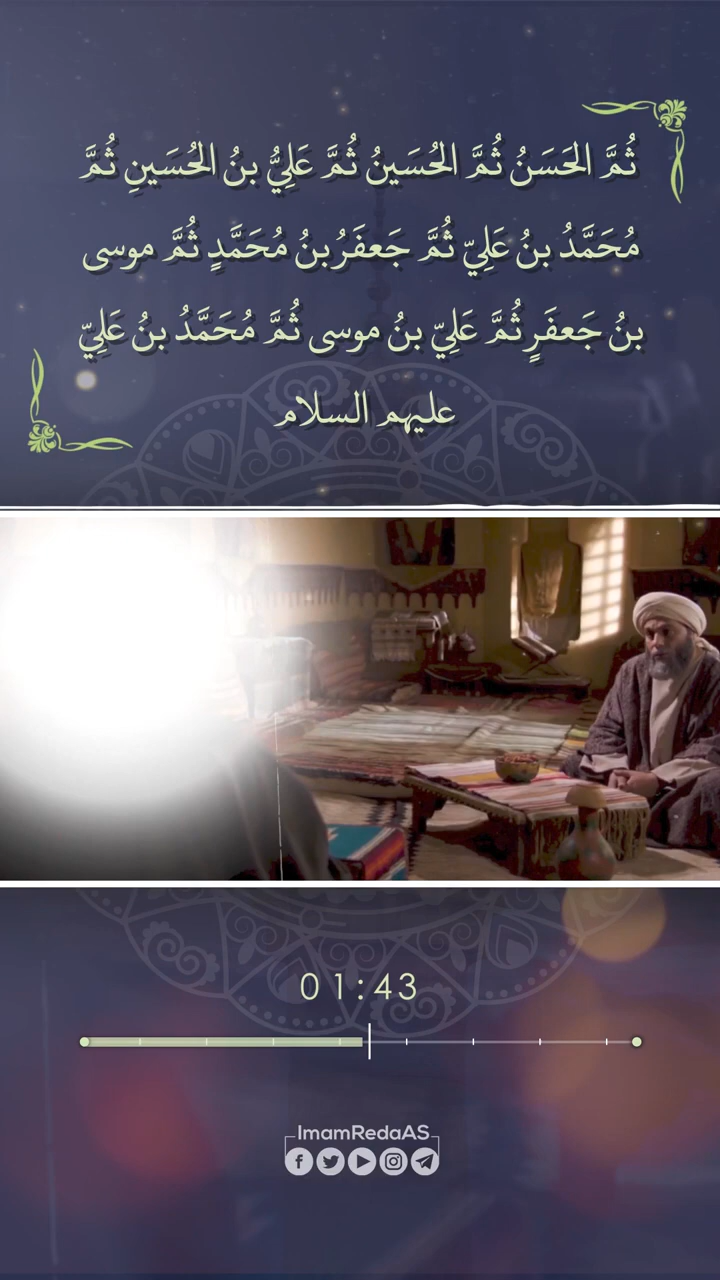 ثُمَّ الحَسَنُ ثُمَّ الحُسَينُ ثُمَّ عَلِيُّ بنُ الحُسَينِ ثُمَّ
مُحَمَّدُ بنُ عَلِيّ ثُمَّ جَعفَرُ بنُ مُحَمَّدٍ ثُمَّ موسى
بنُ جَعفَرٍ ثُمَّ عَلِيّ بنُ موسى ثُمَّ مُحَمَّدُ بنُ عَلِيّ
عليهم السلام
01:43
ImamRedaAS